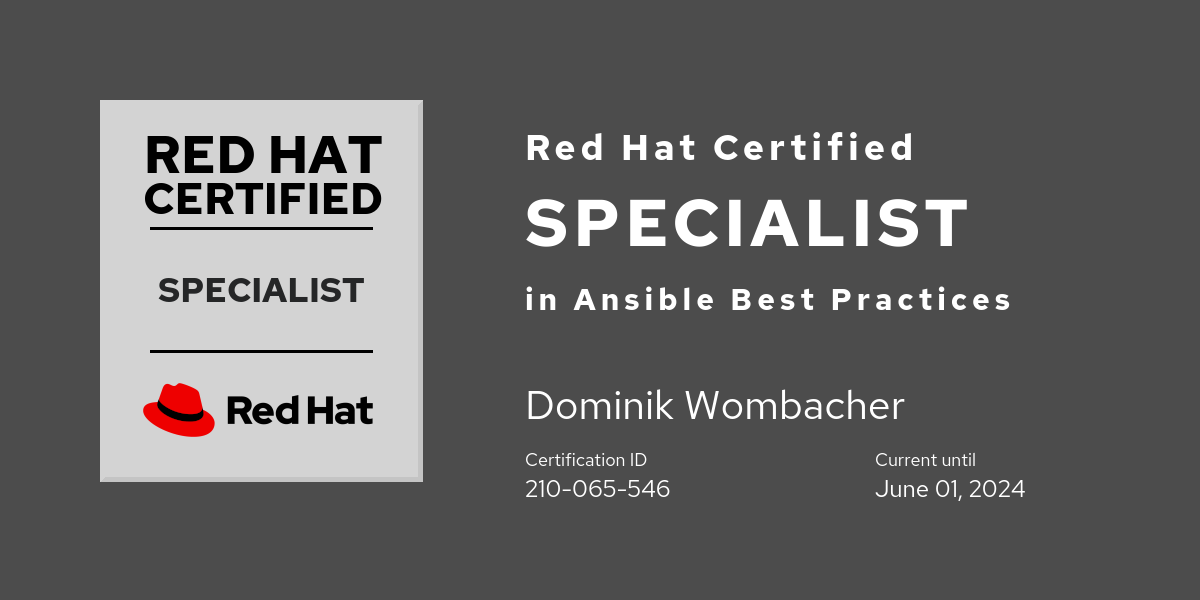 RED HAT
CERTIFIED
SPECIALIST
Red Hat
Red Hat Certified
SPECIALIST
in Ansible Best Practices
Dominik Wombacher
Certification ID
210-065-546
Current until
June 01, 2024